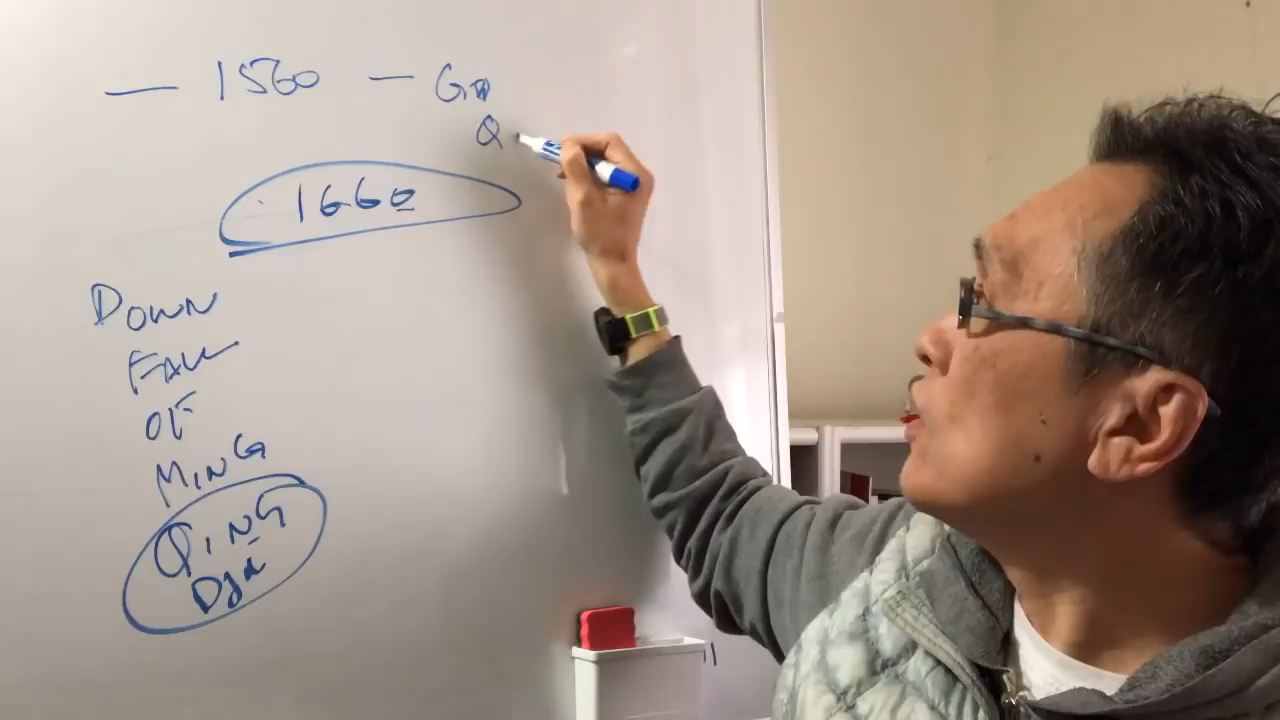 — 1560 — G
Q
1660
DOWN
FALL
OF
MING
QING